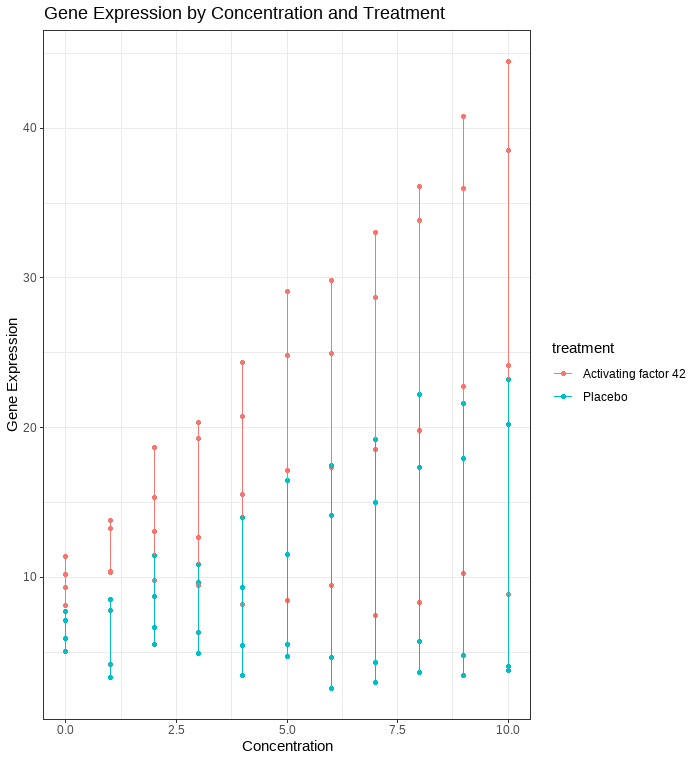 Gene Expression by Concentration and Treatment
Gene Expression
40
30
20
10
0.0 2.5 5.0 7.5 10.0
Concentration
treatment
Activating factor 42
Placebo